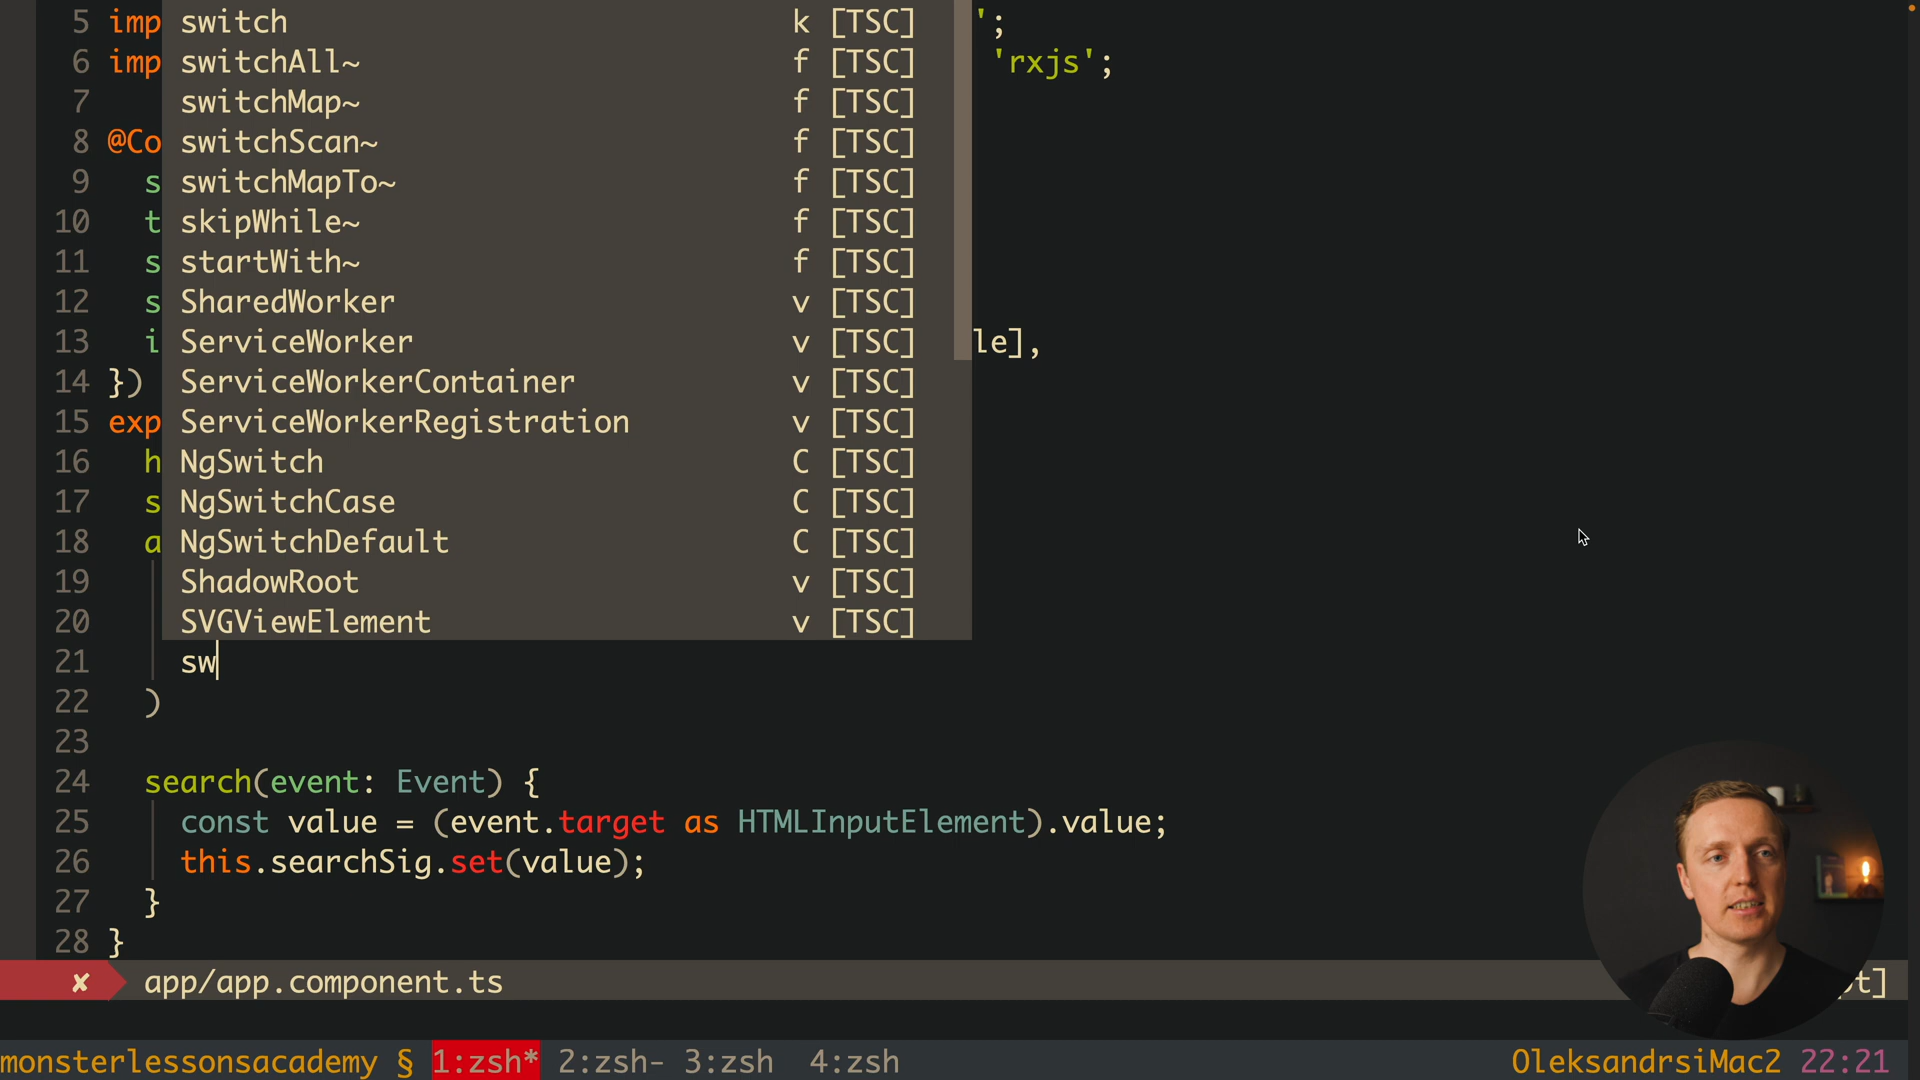 5 imp switch k [TSC] ';
6 imp switchAll~ f [TSC] 'rxjs';
7 switchMap~ f [TSC]
8 @Co switchScan~ f [TSC]
9 s switchMapTo~ f [TSC]
10 t skipWhile~ f [TSC]
11 s startWith~ f [TSC]
12 s SharedWorker v [TSC]
13 i ServiceWorker v [TSC] le],
14 }) ServiceWorkerContainer v [TSC]
15 exp ServiceWorkerRegistration v [TSC]
16 h NgSwitch C [TSC]
17 s NgSwitchCase C [TSC]
18 a NgSwitchDefault C [TSC]
19 ShadowRoot v [TSC]
20 SVGViewElement v [TSC]
21 sw
22 )
23
24 search(event: Event) {
25 const value = (event.target as HTMLInputElement).value;
26 this.searchSig.set(value);
27 }
28 }
✘ app/app.component.ts t]
monsterlessonsacademy § 1:zsh* 2:zsh- 3:zsh 4:zsh OleksandrsiMac2 22:21